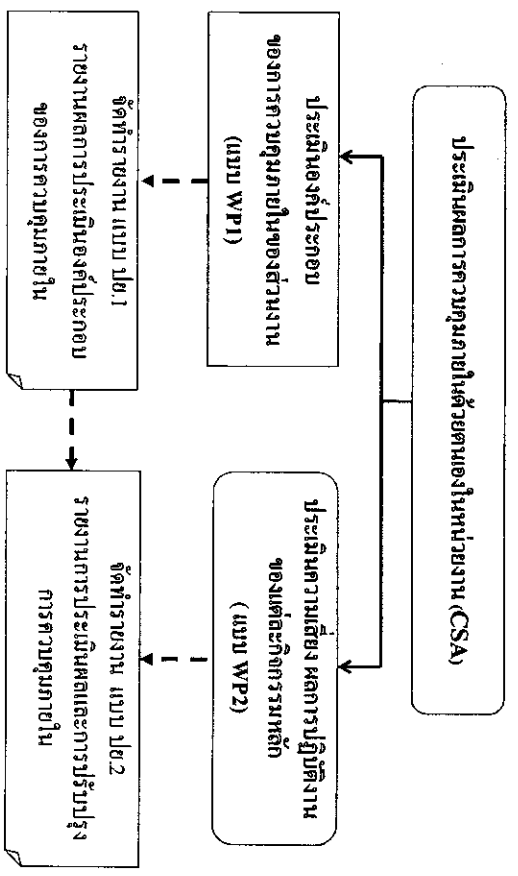 ประเมินผลการควบคุมภายในด้วยตนเองในหน่วยงาน (CSA)
ประเมินองค์ประกอบ
ของการควบคุมภายในของส่วนงาน
(แบบ WP1)
ประเมินความเสี่ยง ผลการปฏิบัติงาน
ของแต่ละกิจกรรมหลัก
( แบบ WP2)
จัดทำรายงาน แบบ ปย.1
รายงานผลการประเมินองค์ประกอบ
ของการควบคุมภายใน
จัดทำรายงาน แบบ ปย.2
รายงานการประเมินผลและการปรับปรุง
การควบคุมภายใน